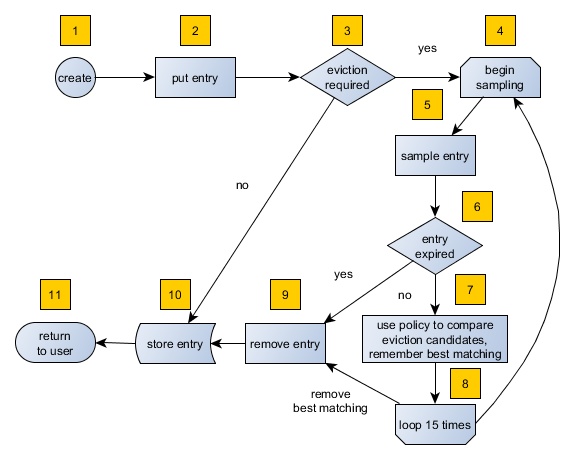 1
2
3
4
yes
create
put entry
eviction
required
begin
sampling
5
sample entry
no
6
entry
expired
yes
7
no
11
10
9
return
to user
store entry
remove entry
use policy to compare
eviction candidates,
remember best matching
8
remove
best matching
loop 15 times